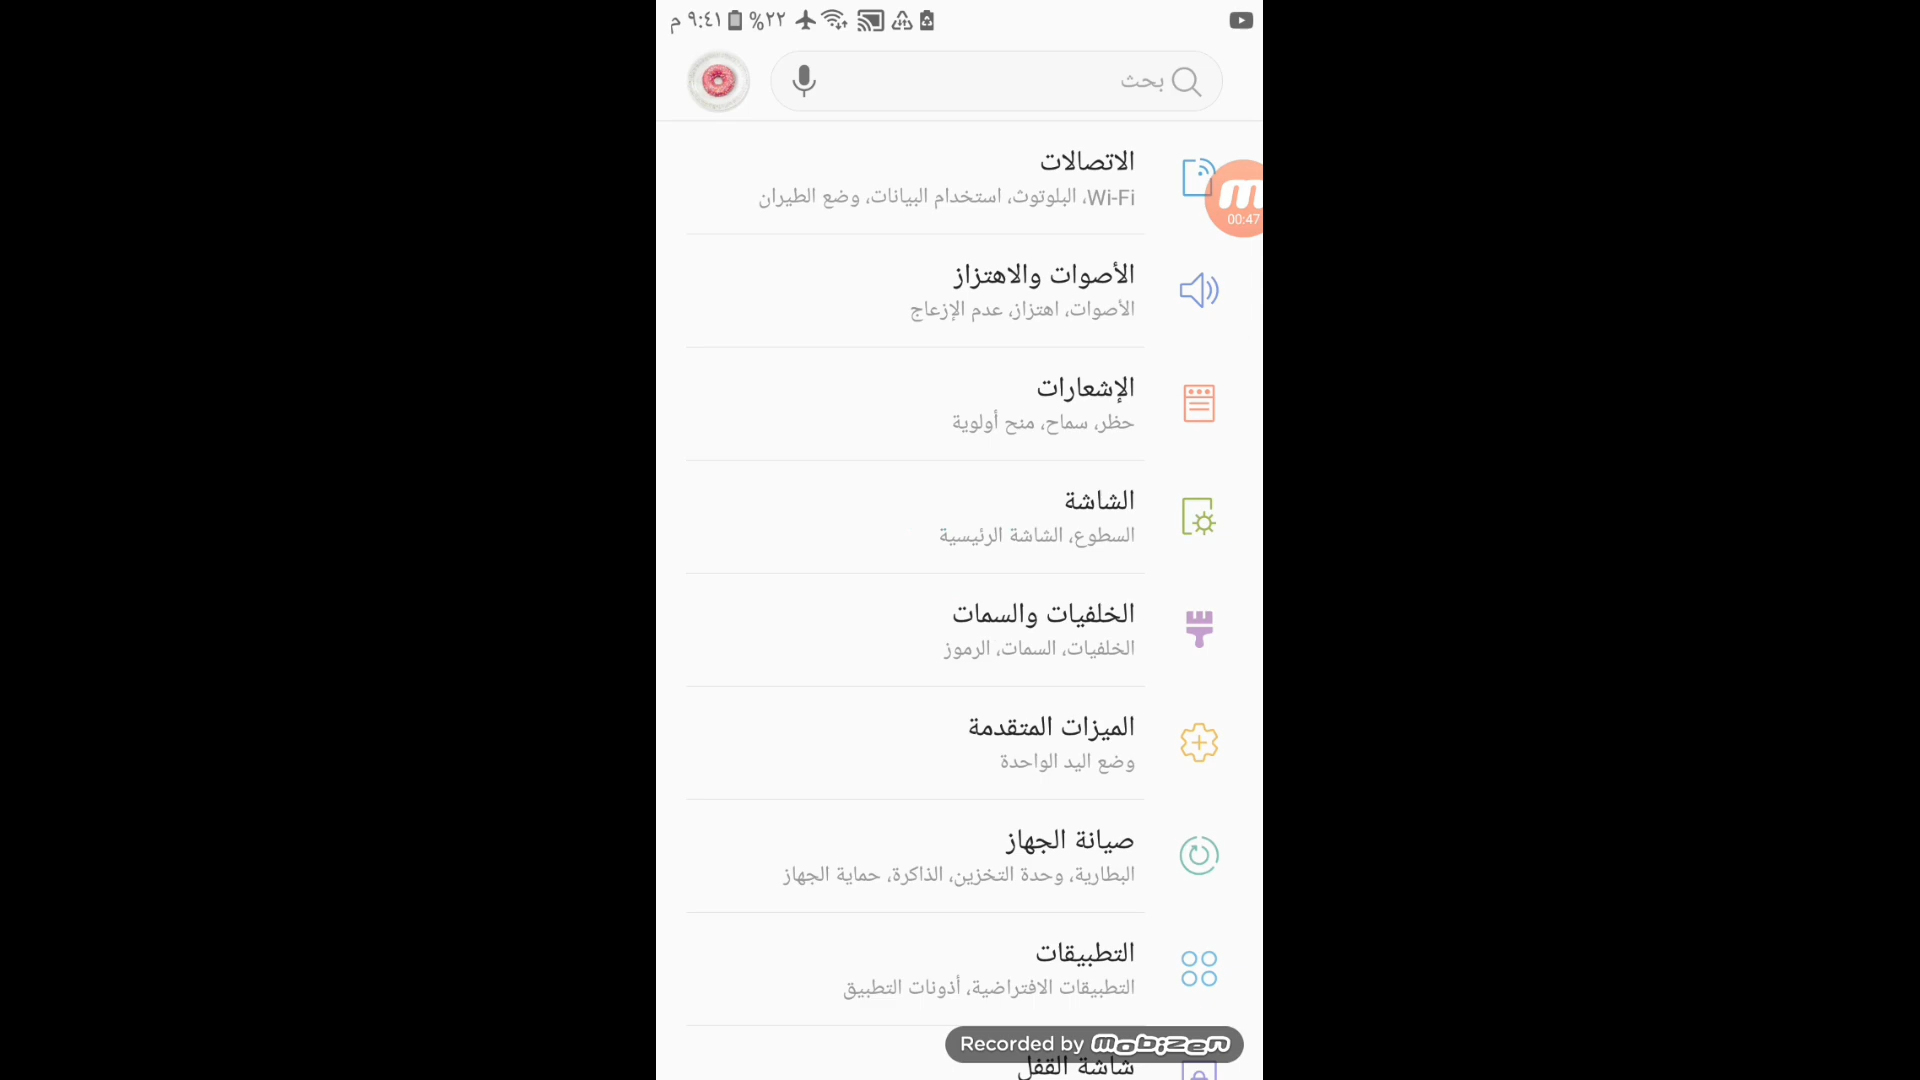 ٩:٤١ م %٢٢
بحث
الاتصالات
Wi-Fi، البلوتوث، استخدام البيانات، وضع الطيران
00:47
الأصوات والاهتزاز
الأصوات، اهتزاز، عدم الإزعاج
الإشعارات
حظر، سماح، منح أولوية
الشاشة
السطوع، الشاشة الرئيسية
الخلفيات والسمات
الخلفيات، السمات، الرموز
الميزات المتقدمة
وضع اليد الواحدة
صيانة الجهاز
البطارية، وحدة التخزين، الذاكرة، حماية الجهاز
التطبيقات
التطبيقات الافتراضية، أذونات التطبيق
Recorded by mobizen
شاشة القفل